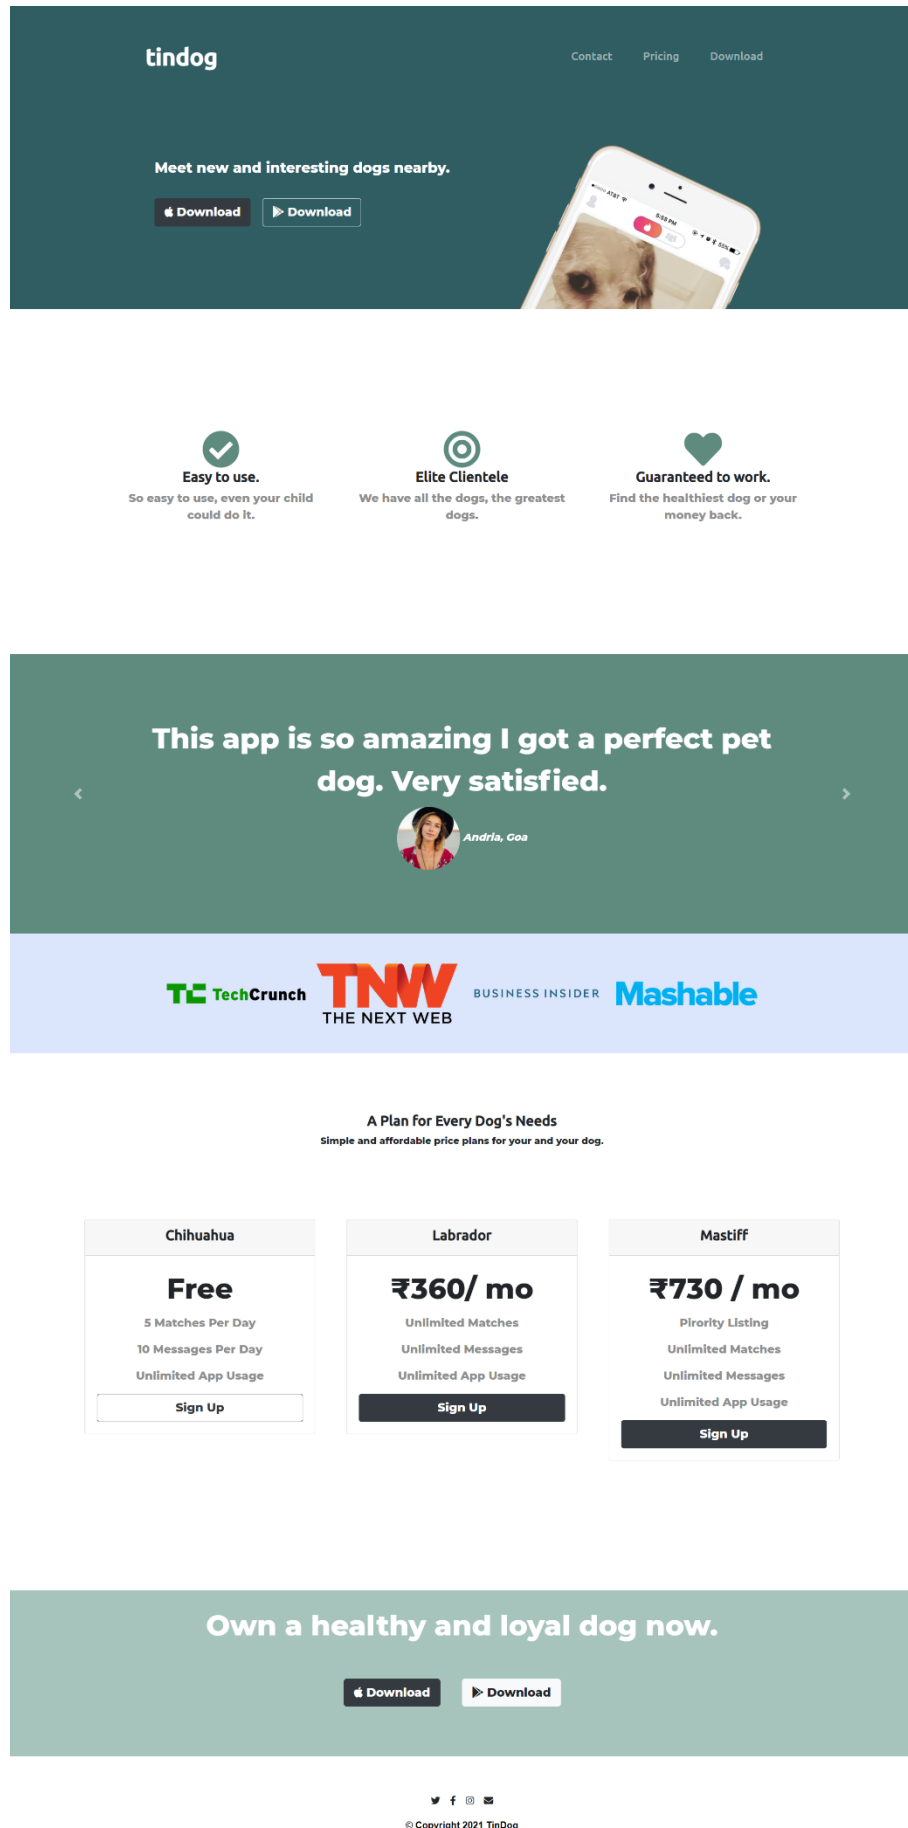 tindog
Contact Pricing Download
Meet new and interesting dogs nearby.
Download Download
AT&T 5:58 PM 55%
Easy to use.
So easy to use, even your child
could do it.
Elite Clientele
We have all the dogs, the greatest
dogs.
Guaranteed to work.
Find the healthiest dog or your
money back.
This app is so amazing I got a perfect pet
dog. Very satisfied.
Andria, Goa
TC TechCrunch
TNW
THE NEXT WEB
BUSINESS INSIDER
Mashable
A Plan for Every Dog's Needs
Simple and affordable price plans for your and your dog.
Chihuahua
Free
5 Matches Per Day
10 Messages Per Day
Unlimited App Usage
Sign Up
Labrador
₹360/ mo
Unlimited Matches
Unlimited Messages
Unlimited App Usage
Sign Up
Mastiff
₹730 / mo
Pirority Listing
Unlimited Matches
Unlimited Messages
Unlimited App Usage
Sign Up
Own a healthy and loyal dog now.
Download Download
© Copyright 2021 TinDog